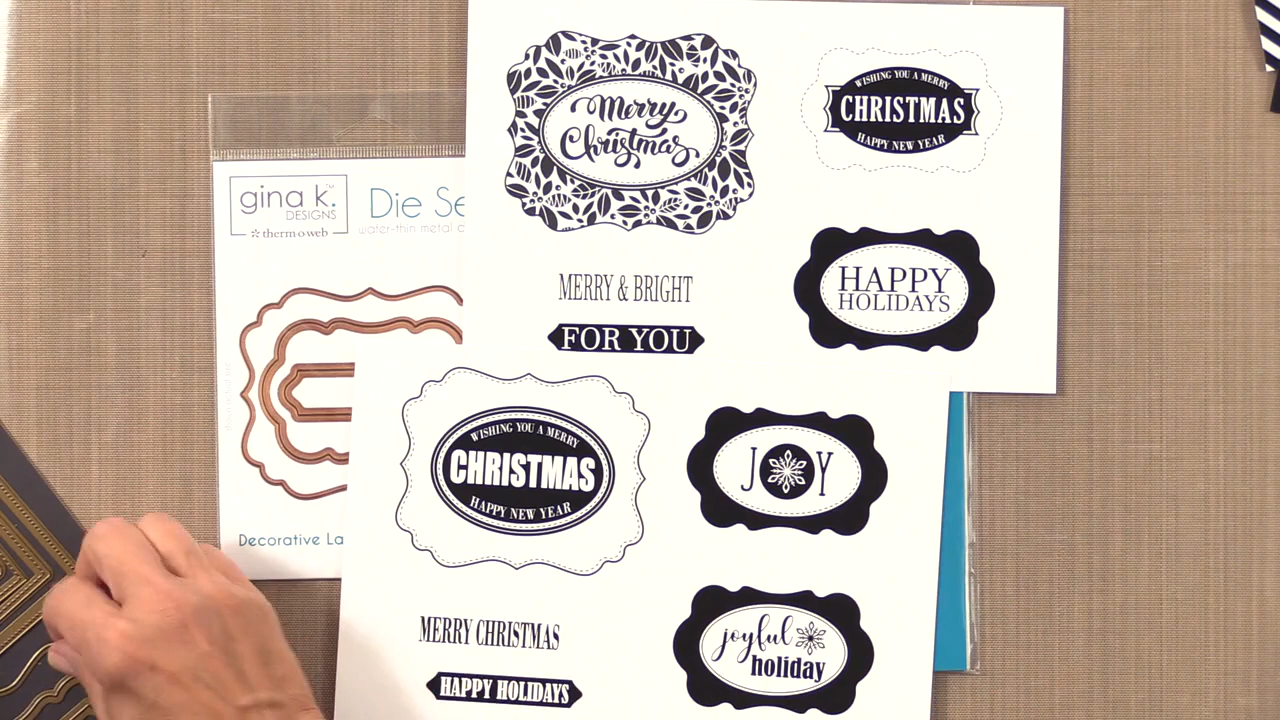 gina k.
DESIGNS
therm o web
Die Se
water-thin metal d
Decorative La
Merry
Christmas
WISHING YOU A MERRY
CHRISTMAS
HAPPY NEW YEAR
MERRY & BRIGHT
FOR YOU
HAPPY
HOLIDAYS
WISHING YOU A MERRY
CHRISTMAS
HAPPY NEW YEAR
J Y
MERRY CHRISTMAS
HAPPY HOLIDAYS
joyful
holiday